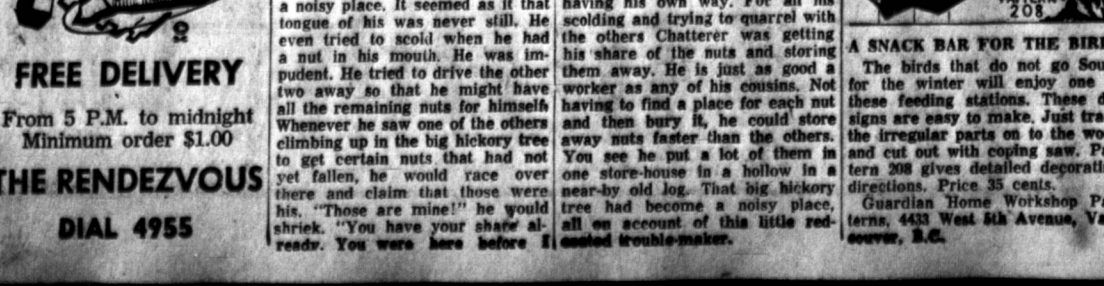 FREE DELIVERY
From 5 P.M. to midnight
Minimum order $1.00
THE RENDEZVOUS
DIAL 4955
a noisy place. It seemed as if that
tongue of his was never still. He
even tried to scold when he had
a nut in his mouth. He was im-
pudent. He tried to drive the other
two away so that he might have
all the remaining nuts for himself.
Whenever he saw one of the others
climbing up in the big hickory tree
to get certain nuts that had not
yet fallen, he would race over
there and claim that those were
his. "Those are mine!" he would
shriek. "You have your share al-
ready. You were here before I
having his own way. For all his
scolding and trying to quarrel with
the others Chatterer was getting
his share of the nuts and storing
them away. He is just as good a
worker as any of his cousins. Not
having to find a place for each nut
and then bury it, he could store
away nuts faster than the others.
You see he put a lot of them in
one store-house in a hollow in a
near-by old log. That big hickory
tree had become a noisy place,
all on account of this little red-
coated trouble-maker.
208
A SNACK BAR FOR THE BIR
The birds that do not go Sou
for the winter will enjoy one
these feeding stations. These d
signs are easy to make. Just tra
the irregular parts on to the wo
and cut out with coping saw. Pa
tern 208 gives detailed decorati
directions. Price 35 cents.
Guardian Home Workshop Pa
terns, 4433 West 5th Avenue, Va
couver, B.C.